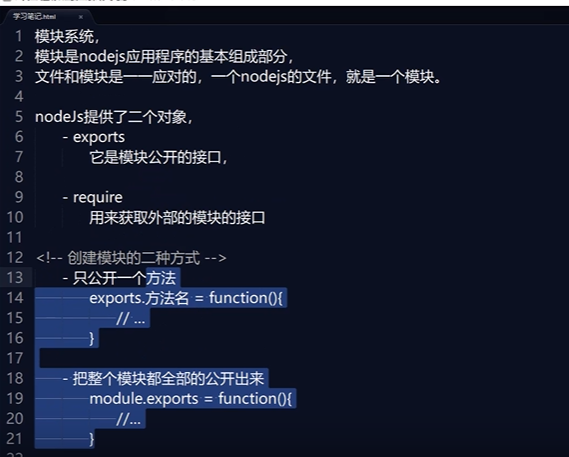 学习笔记.html
1 模块系统，
2 模块是nodejs应用程序的基本组成部分，
3 文件和模块是一一应对的，一个nodejs的文件，就是一个模块。
4
5 nodeJs提供了二个对象，
6 - exports
7 它是模块公开的接口，
8
9 - require
10 用来获取外部的模块的接口
11
12 <!-- 创建模块的二种方式 -->
13 - 只公开一个方法
14 exports.方法名 = function(){
15 // ...
16 }
17
18 - 把整个模块都全部的公开出来
19 module.exports = function(){
20 //...
21 }